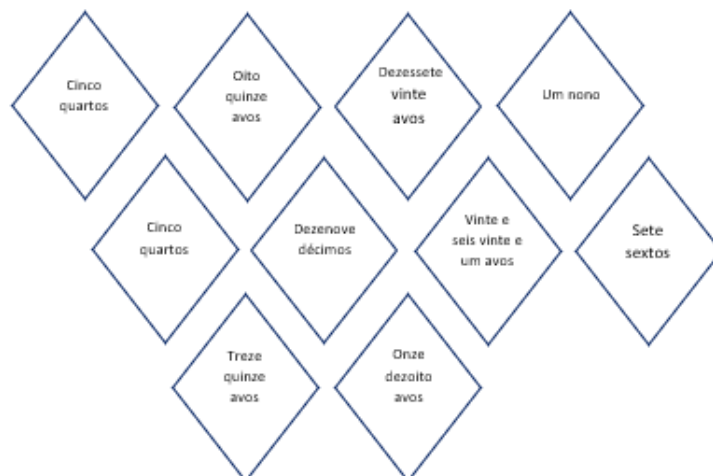 Cinco
quartos
Oito
quinze
avos
Dezessete
vinte
avos
Um nono
Cinco
quartos
Dezenove
décimos
Vinte e
seis vinte e
um avos
Sete
sextos
Treze
quinze
avos
Onze
dezoito
avos